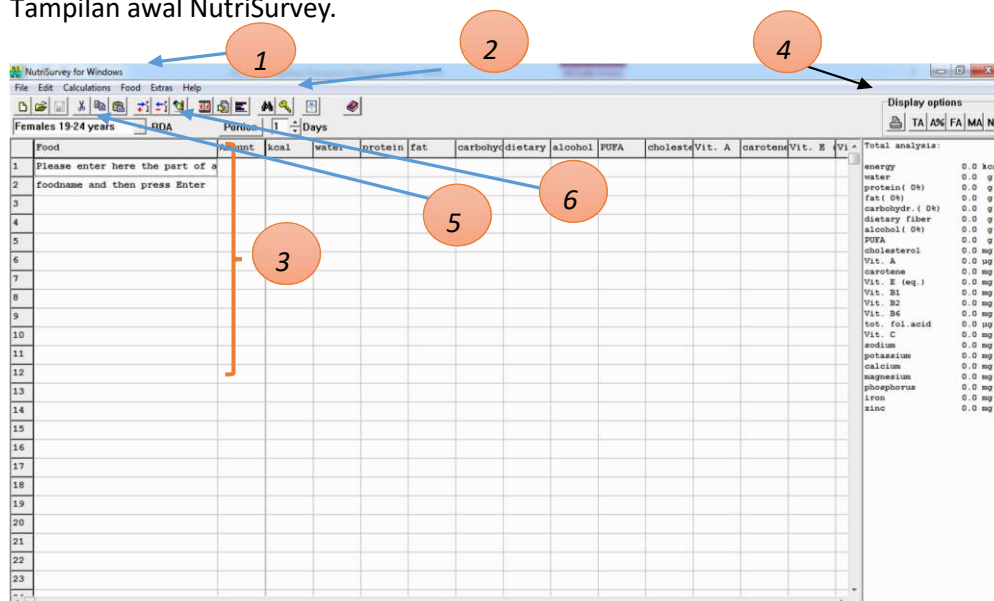 Tampilan awal NutriSurvey.
1
2
4
NutriSurvey for Windows
File Edit Calculations Food Extras Help
Display options
TA A% FA MA N
Females 19-24 years RDA Portion 1 Days
Food Amount kcal water protein fat carbohyd dietary alcohol PUFA choleste Vit. A carotene Vit. E ( Vi
Total analysis:
1 Please enter here the part of a
2 foodname and then press Enter
3
4
5
6
7
8
9
10
11
12
13
14
15
16
17
18
19
20
21
22
23
energy 0.0 kc
water 0.0 g
protein( 0%) 0.0 g
fat( 0%) 0.0 g
carbohydr.( 0%) 0.0 g
dietary fiber 0.0 g
alcohol( 0%) 0.0 g
PUFA 0.0 g
cholesterol 0.0 mg
Vit. A 0.0 µg
carotene 0.0 mg
Vit. E (eq.) 0.0 mg
Vit. B1 0.0 mg
Vit. B2 0.0 mg
Vit. B6 0.0 mg
tot. fol.acid 0.0 µg
Vit. C 0.0 mg
sodium 0.0 mg
potassium 0.0 mg
calcium 0.0 mg
magnesium 0.0 mg
phosphorus 0.0 mg
iron 0.0 mg
zinc 0.0 mg
6
5
3